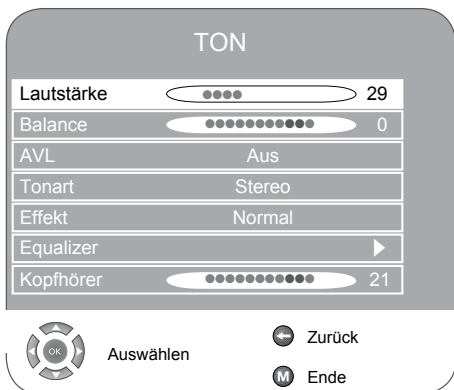 TON
Lautstärke 29
Balance 0
AVL Aus
Tonart Stereo
Effekt Normal
Equalizer
Kopfhörer 21
OK Auswählen
Zurück
M Ende